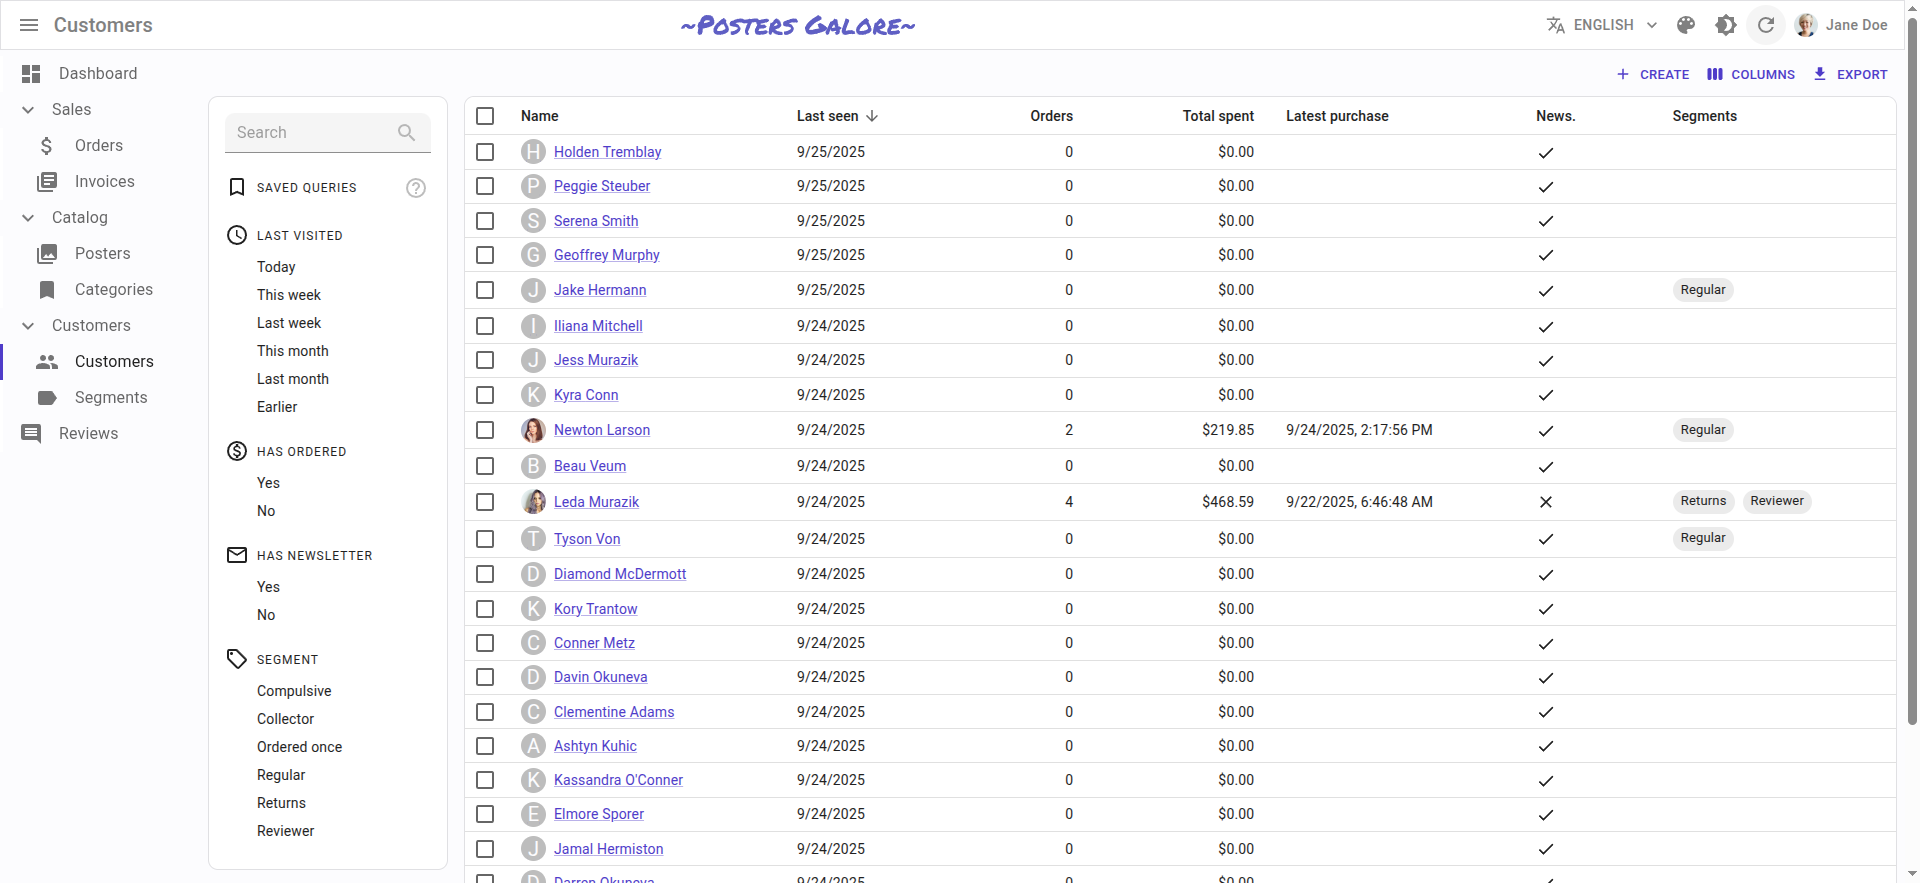 Customers
~Posters Galore~
ENGLISH
Jane Doe
Dashboard
Sales
Orders
Invoices
Catalog
Posters
Categories
Customers
Customers
Segments
Reviews
CREATE COLUMNS EXPORT
Search
SAVED QUERIES
LAST VISITED
Today
This week
Last week
This month
Last month
Earlier
HAS ORDERED
Yes
No
HAS NEWSLETTER
Yes
No
SEGMENT
Compulsive
Collector
Ordered once
Regular
Returns
Reviewer
Name Last seen Orders Total spent Latest purchase News. Segments
H Holden Tremblay 9/25/2025 0 $0.00
P Peggie Steuber 9/25/2025 0 $0.00
S Serena Smith 9/25/2025 0 $0.00
G Geoffrey Murphy 9/25/2025 0 $0.00
J Jake Hermann 9/25/2025 0 $0.00 Regular
I Iliana Mitchell 9/24/2025 0 $0.00
J Jess Murazik 9/24/2025 0 $0.00
K Kyra Conn 9/24/2025 0 $0.00
Newton Larson 9/24/2025 2 $219.85 9/24/2025, 2:17:56 PM Regular
B Beau Veum 9/24/2025 0 $0.00
Leda Murazik 9/24/2025 4 $468.59 9/22/2025, 6:46:48 AM Returns Reviewer
T Tyson Von 9/24/2025 0 $0.00 Regular
D Diamond McDermott 9/24/2025 0 $0.00
K Kory Trantow 9/24/2025 0 $0.00
C Conner Metz 9/24/2025 0 $0.00
D Davin Okuneva 9/24/2025 0 $0.00
C Clementine Adams 9/24/2025 0 $0.00
A Ashtyn Kuhic 9/24/2025 0 $0.00
K Kassandra O'Conner 9/24/2025 0 $0.00
E Elmore Sporer 9/24/2025 0 $0.00
J Jamal Hermiston 9/24/2025 0 $0.00
D Darren Okuneva 9/24/2025 0 $0.00